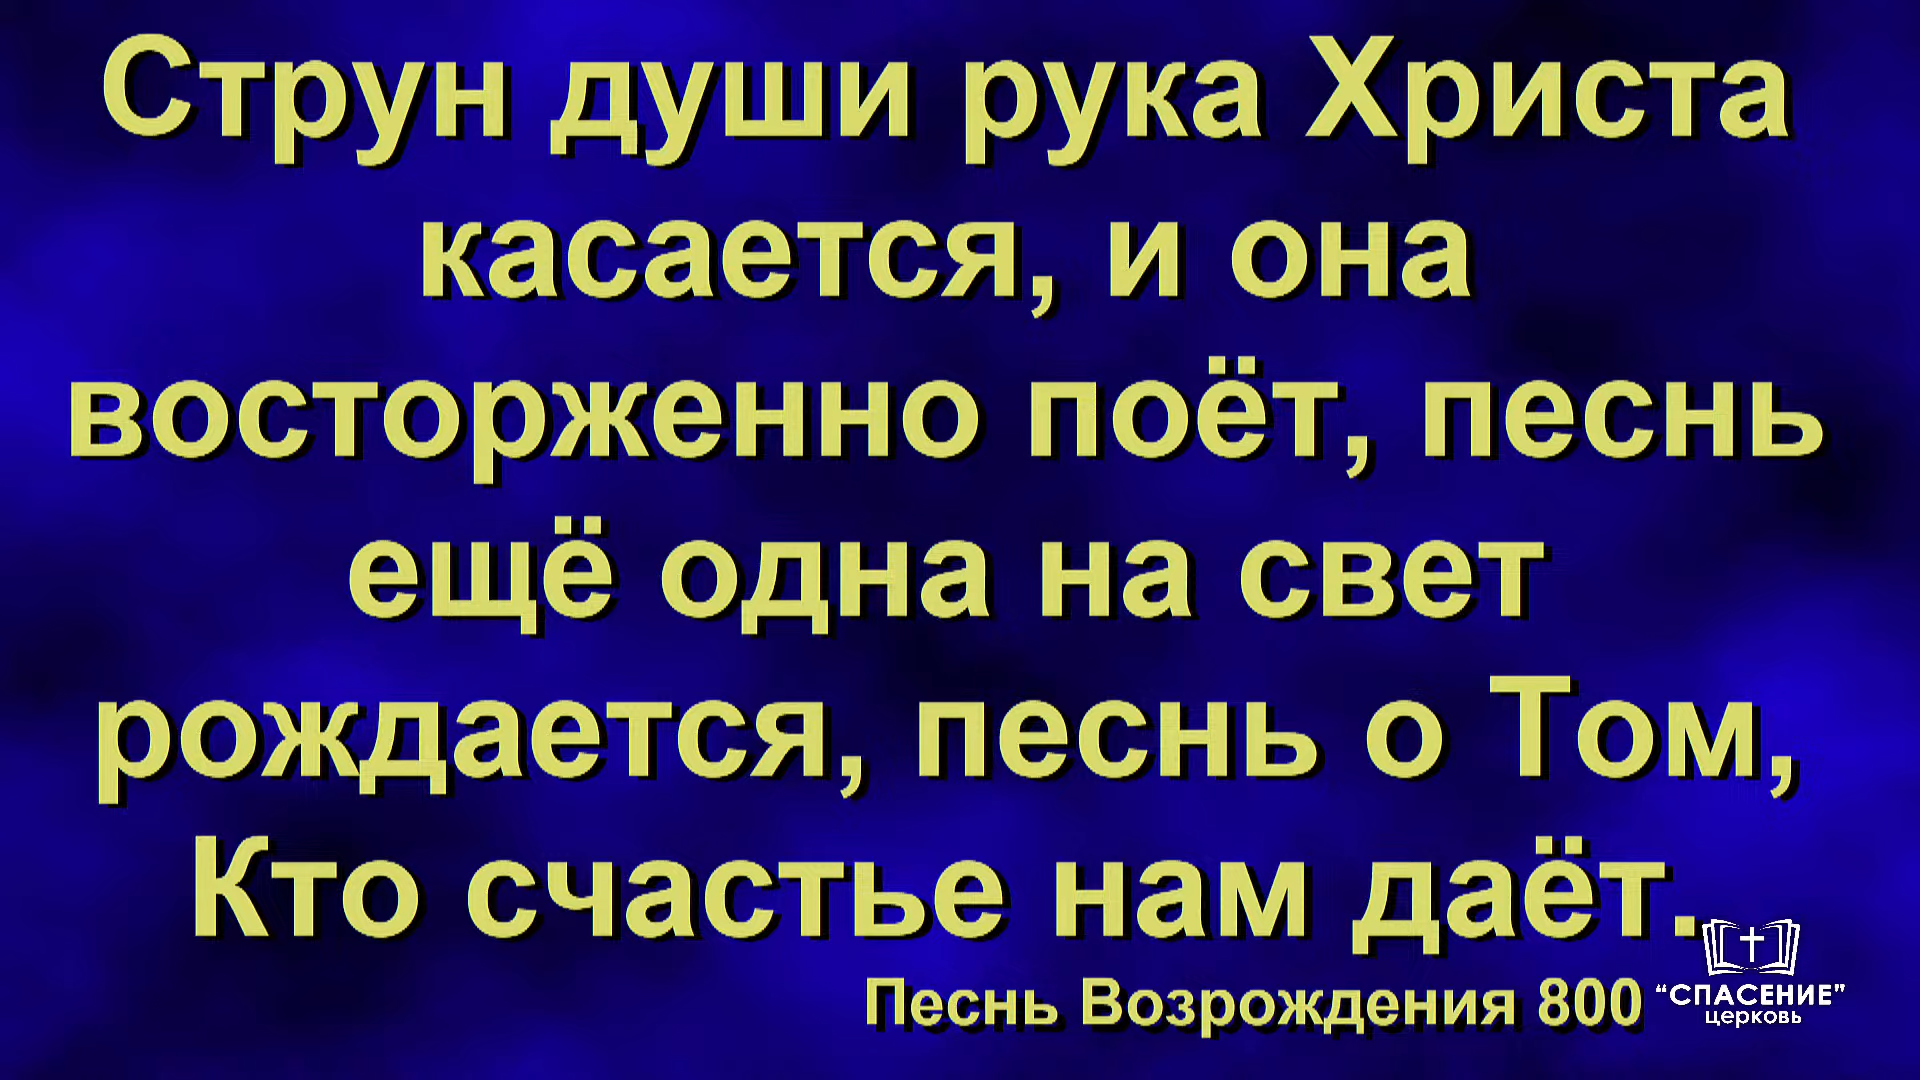 Струн души рука Христа
касается, и она
восторженно поёт, песнь
ещё одна на свет
рождается, песнь о Том,
Кто счастье нам даёт.
Песнь Возрождения 800
"СПАСЕНИЕ"
церковь